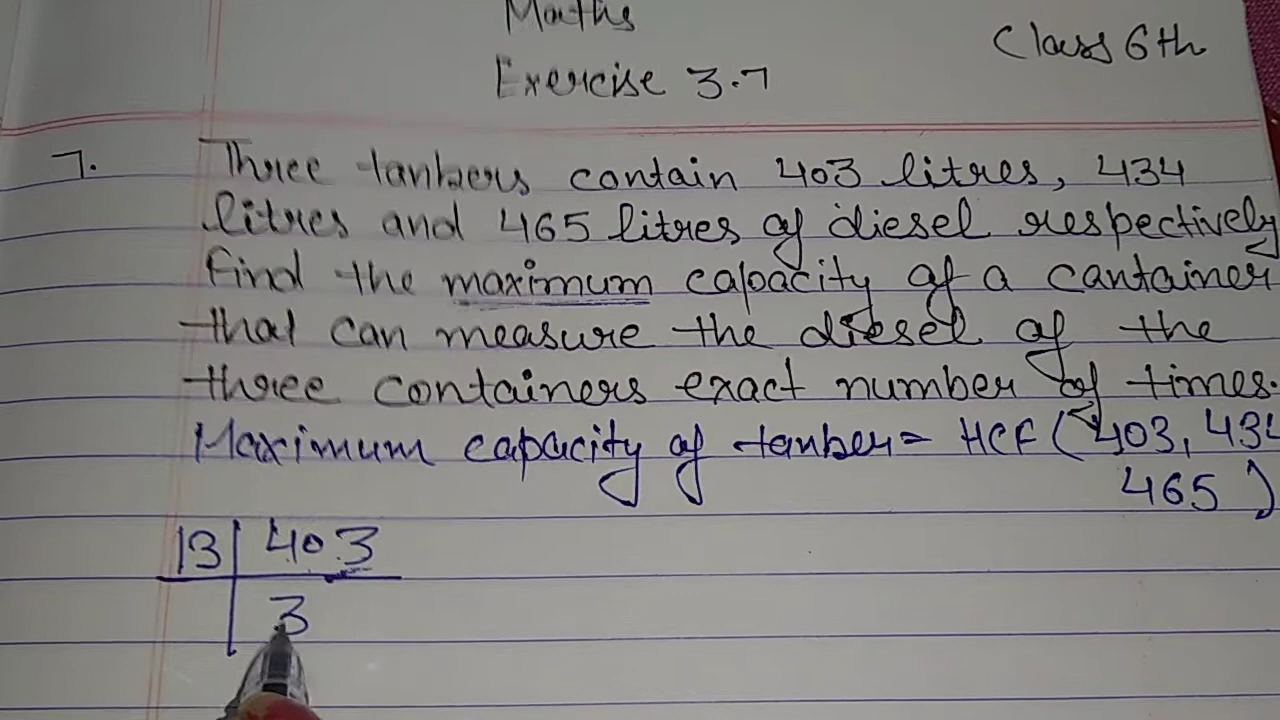 Maths
Class 6th
Exercise 3.7
7. Three tankers contain 403 litres, 434
litres and 465 litres of diesel respectively
find the maximum capacity of a cantainer
that can measure the diesel of the
three containers exact number of times.
Maximum capacity of tanker = HCF (403, 434
465)
13 | 403
3